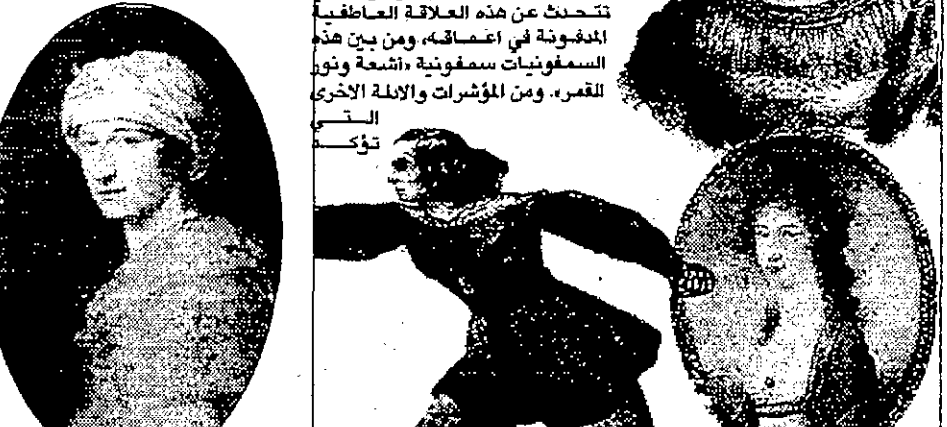 تتحدث عن هذه العلاقة العاطفية
المدفونة في اعماقه، ومن بين هذه
السمفونيات سمفونية «أشعة ونور
القمر». ومن المؤشرات والادلة الاخرى
التي
تؤكد